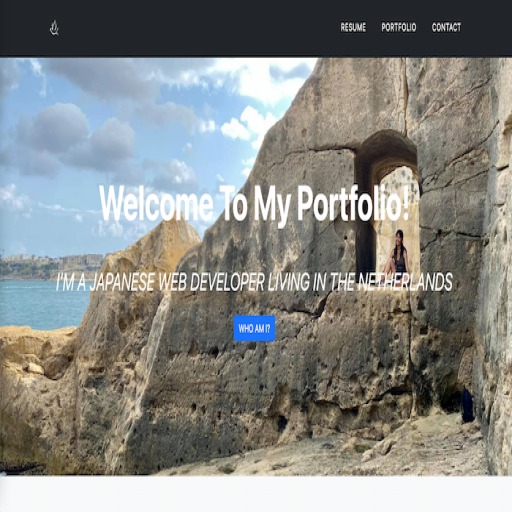 RESUME PORTFOLIO CONTACT
Welcome To My Portfolio!
I'M A JAPANESE WEB DEVELOPER LIVING IN THE NETHERLANDS
WHO AM I?